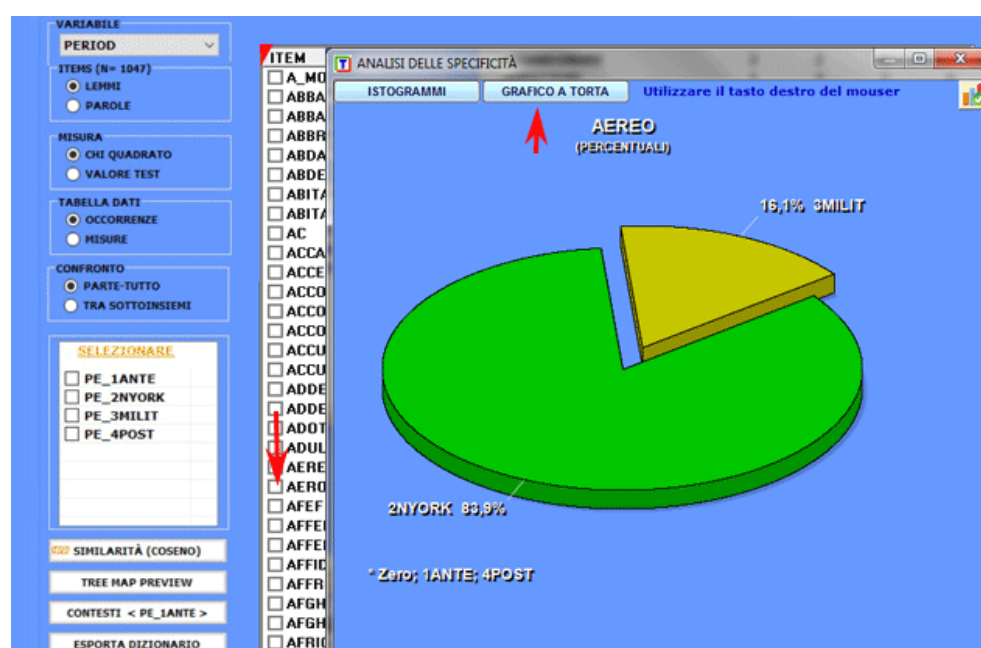 VARIABILE
PERIOD
ITEMS (N= 1047)
LEMMI
PAROLE
MISURA
CHI QUADRATO
VALORE TEST
TABELLA DATI
OCCORRENZE
MISURE
CONFRONTO
PARTE-TUTTO
TRA SOTTOINSIEMI
SELEZIONARE
PE_1ANTE
PE_2NYORK
PE_3MILIT
PE_4POST
SIMILARITÀ (COSENO)
TREE MAP PREVIEW
CONTESTI < PE_1ANTE >
ESPORTA DIZIONARIO
ITEM
A_MO
ABBA
ABBA
ABBR
ABDA
ABDE
ABITA
ABITA
AC
ACCA
ACCE
ACCO
ACCO
ACCO
ACCU
ACCU
ADDE
ADDE
ADOT
ADUL
AERE
AERO
AFEF
AFFE
AFFE
AFFID
AFFR
AFGH
AFGH
AFRIC
ANALISI DELLE SPECIFICITÀ
ISTOGRAMMI GRAFICO A TORTA Utilizzare il tasto destro del mouser
AEREO
(PERCENTUALI)
16,1% 3MILIT
2NYORK 83,9%
* Zero; 1ANTE; 4POST